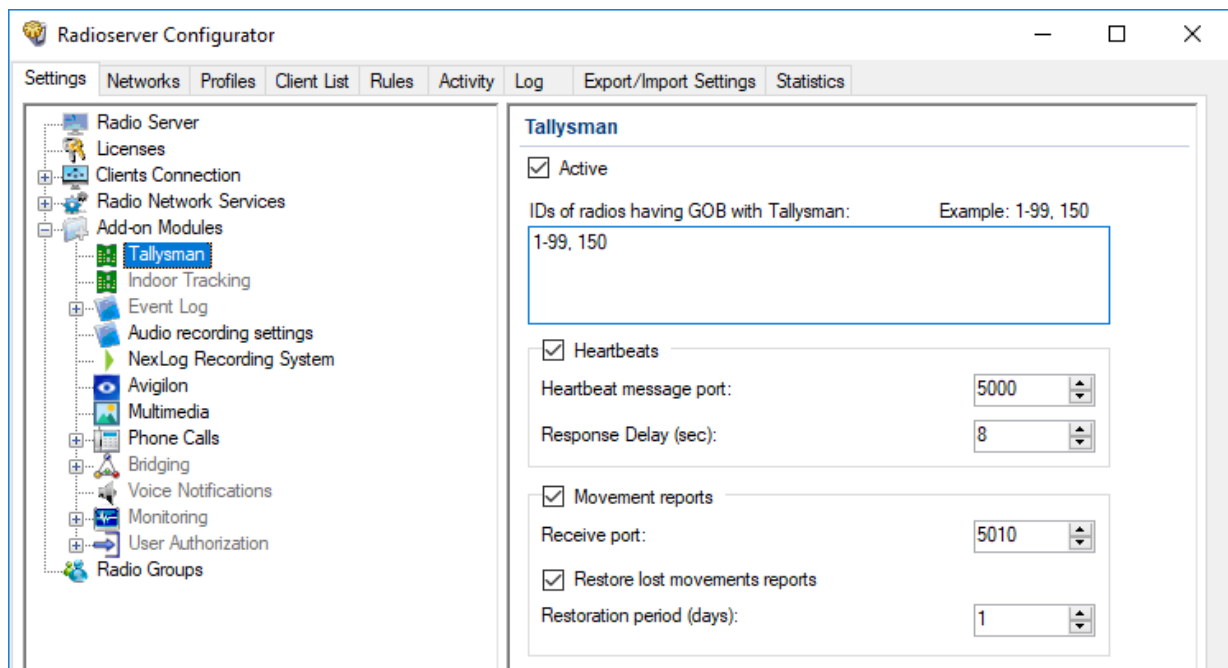 Radioserver Configurator
Settings Networks Profiles Client List Rules Activity Log Export/Import Settings Statistics
Radio Server
Licenses
Clients Connection
Radio Network Services
Add-on Modules
Tallysman
Indoor Tracking
Event Log
Audio recording settings
NexLog Recording System
Avigilon
Multimedia
Phone Calls
Bridging
Voice Notifications
Monitoring
User Authorization
Radio Groups
Tallysman
Active
IDs of radios having GOB with Tallysman: Example: 1-99, 150
1-99, 150
Heartbeats
Heartbeat message port: 5000
Response Delay (sec): 8
Movement reports
Receive port: 5010
Restore lost movements reports
Restoration period (days): 1